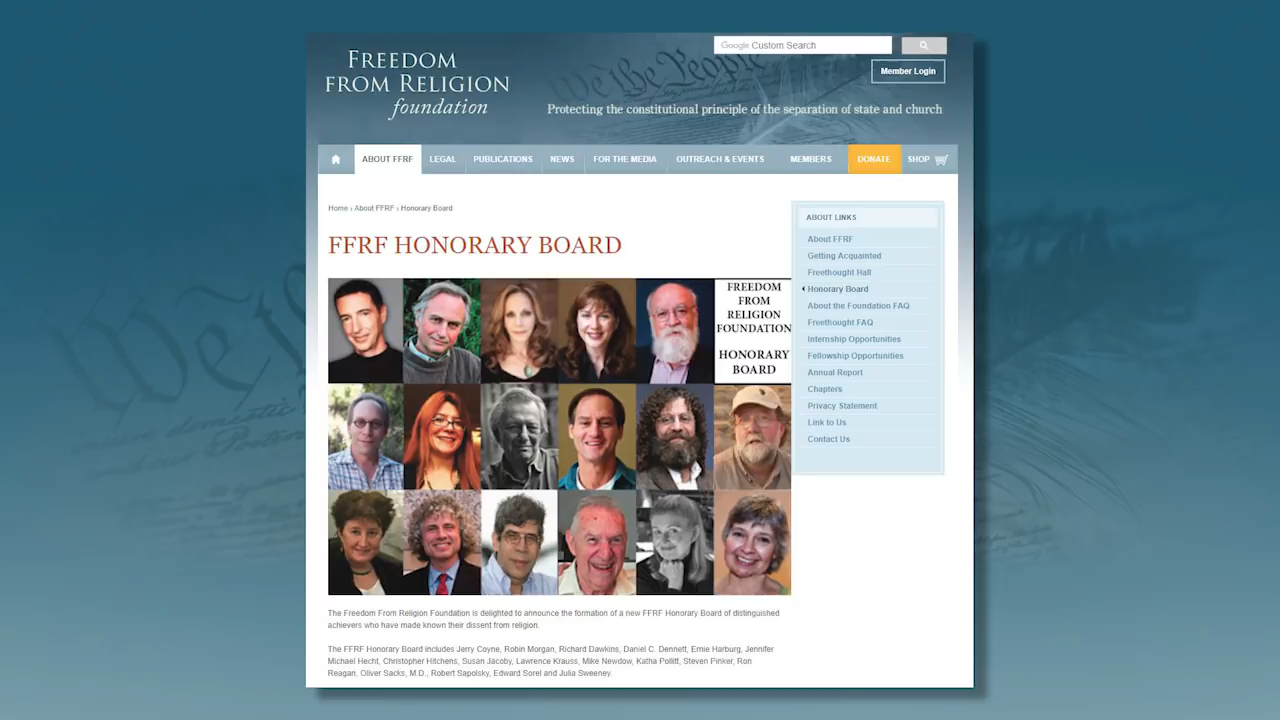 FREEDOM
FROM RELIGION
foundation
Google Custom Search
Member Login
We the People
Protecting the constitutional principle of the separation of state and church
ABOUT FFRF LEGAL PUBLICATIONS NEWS FOR THE MEDIA OUTREACH & EVENTS MEMBERS DONATE SHOP
Home › About FFRF › Honorary Board
FFRF HONORARY BOARD
FREEDOM
FROM
RELIGION
FOUNDATION
HONORARY
BOARD
The Freedom From Religion Foundation is delighted to announce the formation of a new FFRF Honorary Board of distinguished
achievers who have made known their dissent from religion.
The FFRF Honorary Board includes Jerry Coyne, Robin Morgan, Richard Dawkins, Daniel C. Dennett, Ernie Harburg, Jennifer
Michael Hecht, Christopher Hitchens, Susan Jacoby, Lawrence Krauss, Mike Newdow, Katha Pollitt, Steven Pinker, Ron
Reagan, Oliver Sacks, M.D., Robert Sapolsky, Edward Sorel and Julia Sweeney.
ABOUT LINKS
About FFRF
Getting Acquainted
Freethought Hall
Honorary Board
About the Foundation FAQ
Freethought FAQ
Internship Opportunities
Fellowship Opportunities
Annual Report
Chapters
Privacy Statement
Link to Us
Contact Us